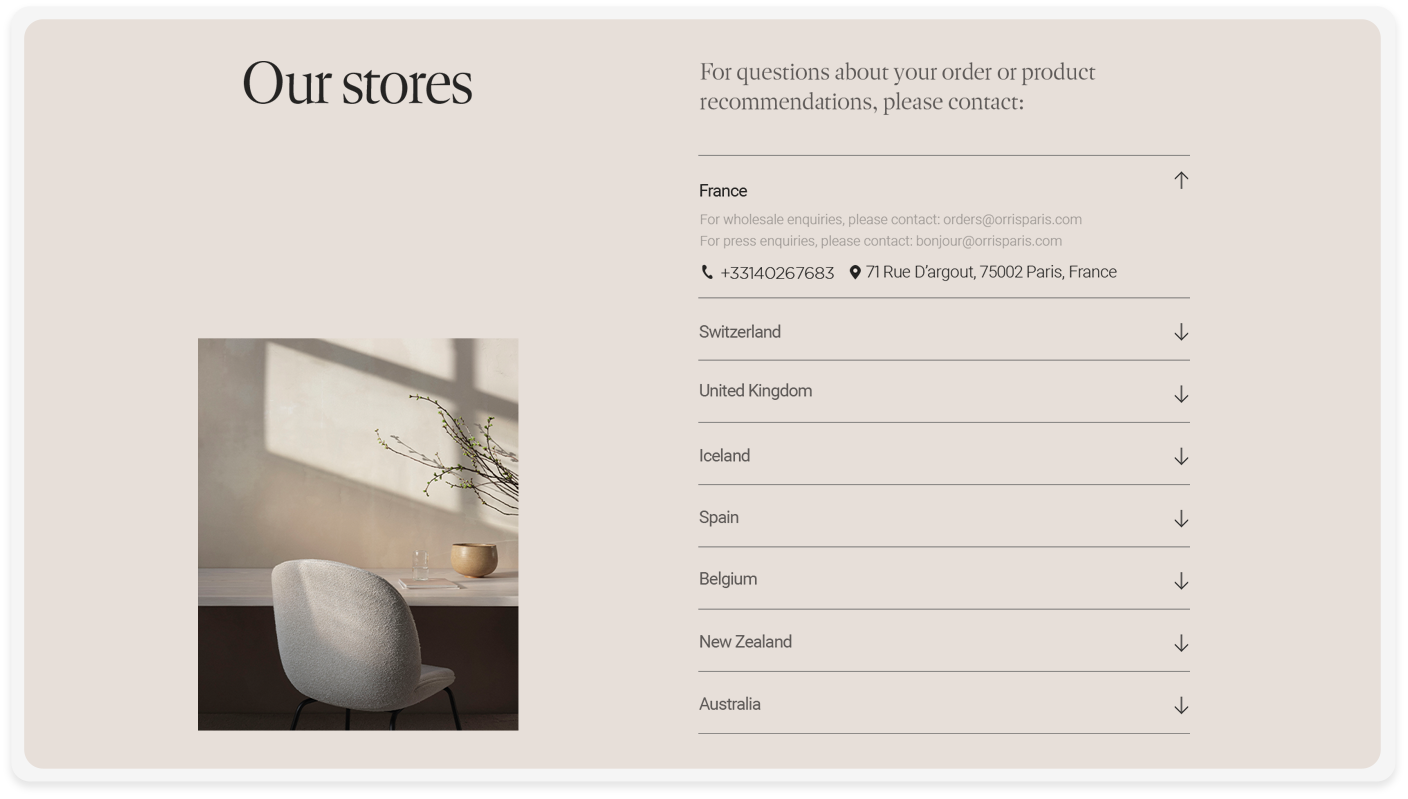 Our stores
For questions about your order or product
recommendations, please contact:
France
For wholesale enquiries, please contact: orders@orrisparis.com
For press enquiries, please contact: bonjour@orrisparis.com
+33140267683 71 Rue D’argout, 75002 Paris, France
Switzerland
United Kingdom
Iceland
Spain
Belgium
New Zealand
Australia